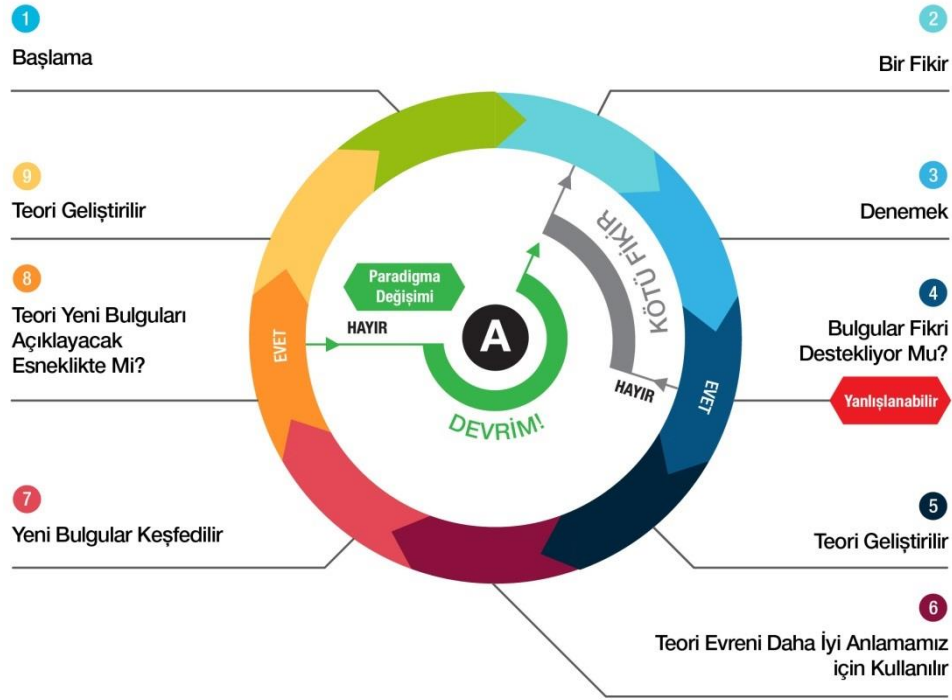 1
Başlama
2
Bir Fikir
3
Denemek
4
Bulgular Fikri
Destekliyor Mu?
Yanlışlanabilir
5
Teori Geliştirilir
6
Teori Evreni Daha İyi Anlamamız
için Kullanılır
7
Yeni Bulgular Keşfedilir
8
Teori Yeni Bulguları
Açıklayacak
Esneklikte Mi?
9
Teori Geliştirilir
EVET
HAYIR
Paradigma
Değişimi
A
DEVRİM!
KÖTÜ FİKİR
HAYIR
EVET